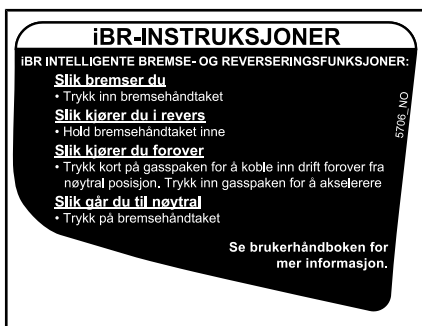 iBR-INSTRUKSJONER
iBR INTELLIGENTE BREMSE- OG REVERSERINGSFUNKSJONER:
Slik bremser du
• Trykk inn bremsehåndtaket
Slik kjører du i revers
• Hold bremsehåndtaket inne
Slik kjører du forover
• Trykk kort på gasspaken for å koble inn drift forover fra
nøytral posisjon. Trykk inn gasspaken for å akselerere
Slik går du til nøytral
• Trykk på bremsehåndtaket
Se brukerhåndboken for
mer informasjon.
5706_NO